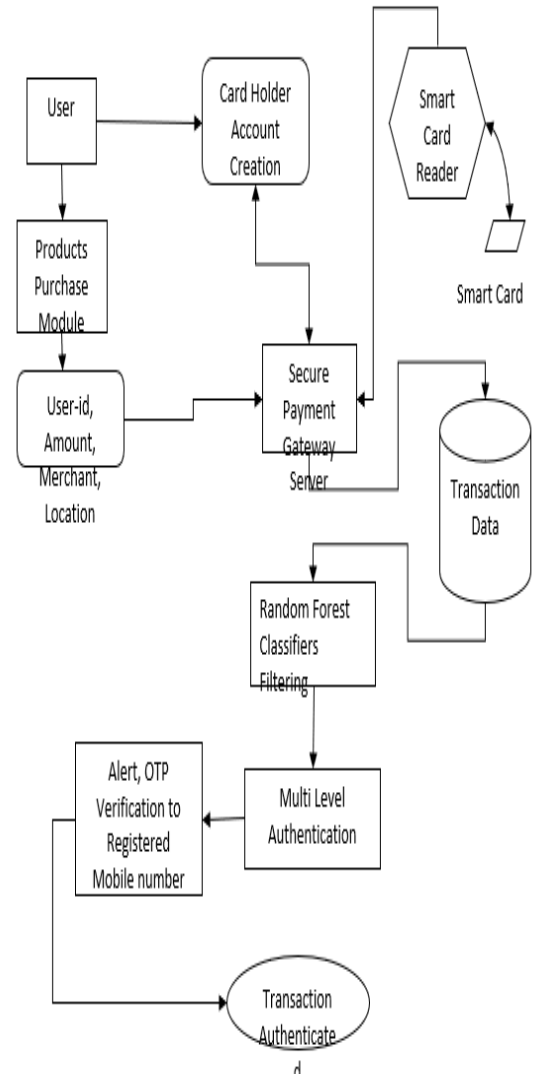 User
Card Holder
Account
Creation
Smart
Card
Reader
Smart Card
Products
Purchase
Module
User-id,
Amount,
Merchant,
Location
Secure
Payment
Gateway
Server
Transaction
Data
Random Forest
Classifiers
Filtering
Multi Level
Authentication
Alert, OTP
Verification to
Registered
Mobile number
Transaction
Authenticate
d